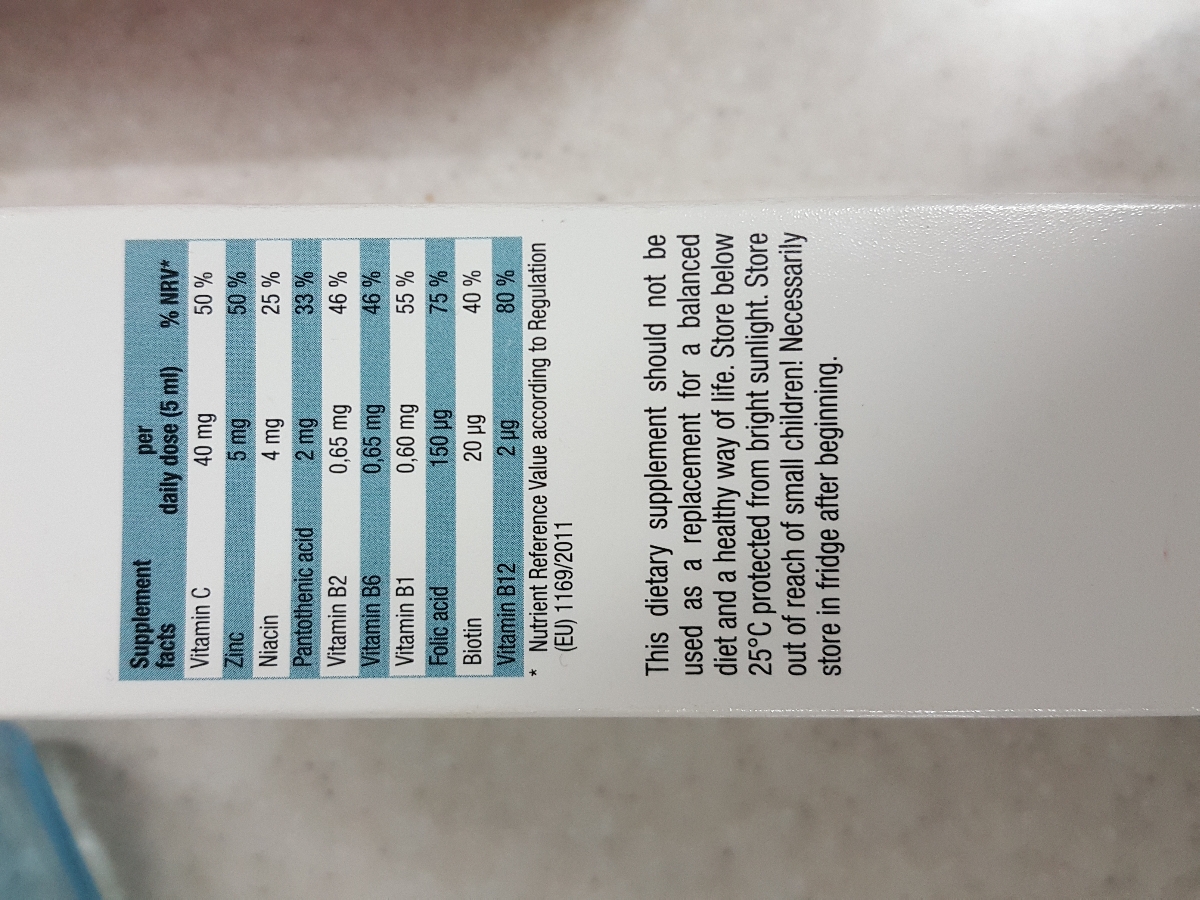 Supplement per
facts daily dose (5 ml) % NRV*
Vitamin C 40 mg 50 %
Zinc 5 mg 50 %
Niacin 4 mg 25 %
Pantothenic acid 2 mg 33 %
Vitamin B2 0,65 mg 46 %
Vitamin B6 0,65 mg 46 %
Vitamin B1 0,60 mg 55 %
Folic acid 150 µg 75 %
Biotin 20 µg 40 %
Vitamin B12 2 µg 80 %
* Nutrient Reference Value according to Regulation
(EU) 1169/2011
This dietary supplement should not be
used as a replacement for a balanced
diet and a healthy way of life. Store below
25°C protected from bright sunlight. Store
out of reach of small children! Necessarily
store in fridge after beginning.